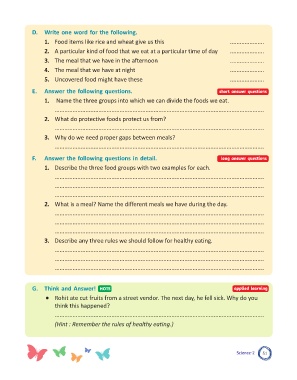 D. Write one word for the following.
1. Food items like rice and wheat give us this ....................
2. A particular kind of food that we eat at a particular time of day ....................
3. The meal that we have in the afternoon ....................
4. The meal that we have at night ....................
5. Uncovered food might have these ....................
E. Answer the following questions. short answer questions
1. Name the three groups into which we can divide the foods we eat.
2. What do protective foods protect us from?
3. Why do we need proper gaps between meals?
F. Answer the following questions in detail. long answer questions
1. Describe the three food groups with two examples for each.
2. What is a meal? Name the different meals we have during the day.
3. Describe any three rules we should follow for healthy eating.
G. Think and Answer! HOTS applied learning
• Rohit ate cut fruits from a street vendor. The next day, he fell sick. Why do you
think this happened?
(Hint : Remember the rules of healthy eating.)
Science-2 51